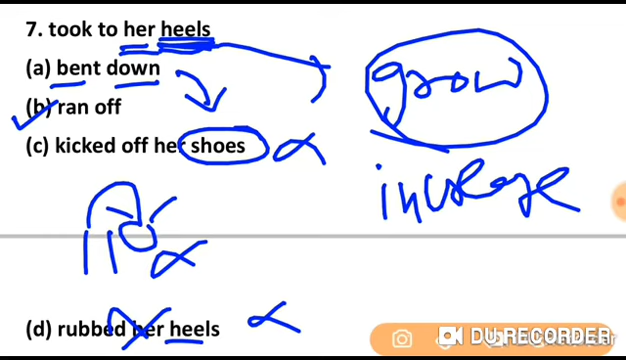 7. took to her heels
(a) bent down
(b) ran off
(c) kicked off her shoes
grow
increase
(d) rubbed her heels
DU RECORDER